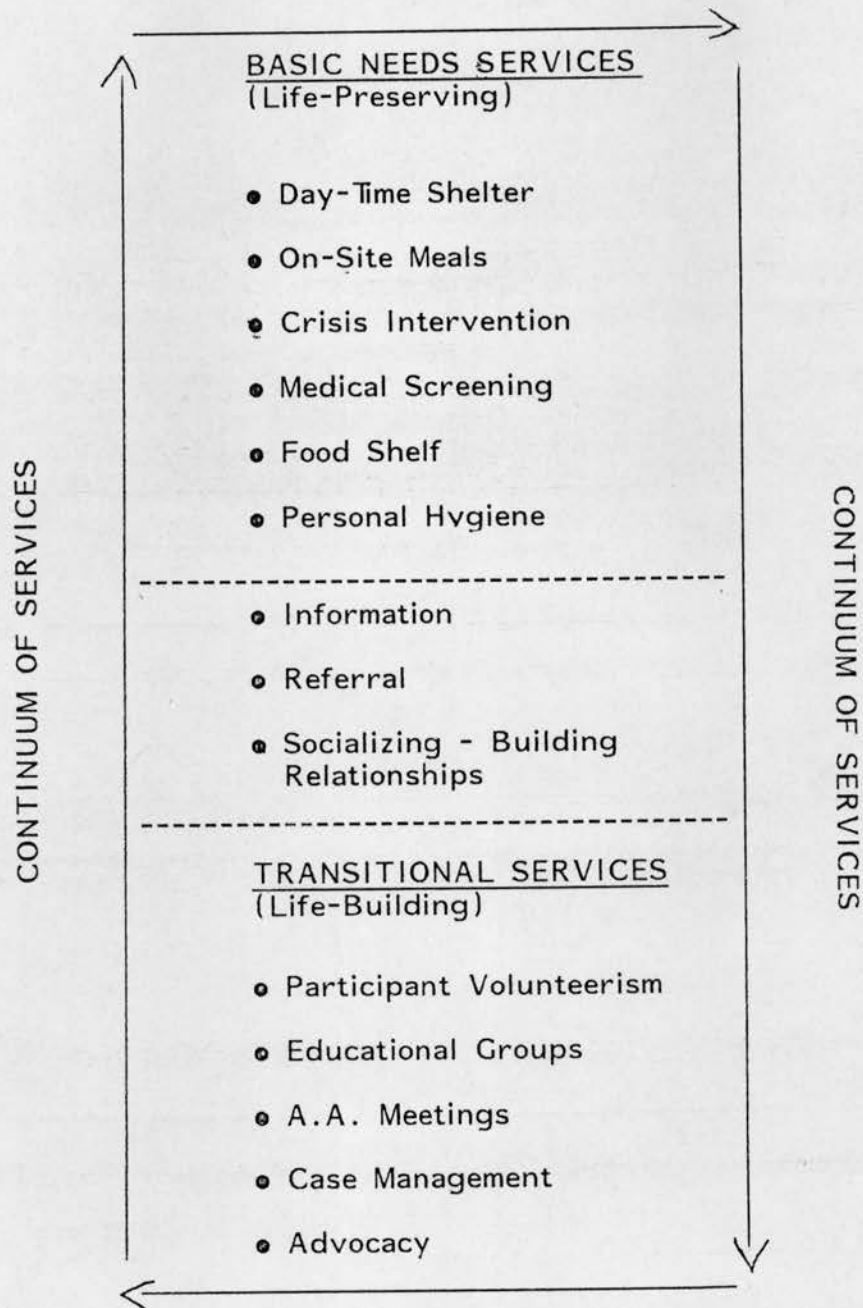 BASIC NEEDS SERVICES
(Life-Preserving)
• Day-Time Shelter
• On-Site Meals
• Crisis Intervention
• Medical Screening
• Food Shelf
• Personal Hygiene
• Information
• Referral
• Socializing - Building
Relationships
TRANSITIONAL SERVICES
(Life-Building)
• Participant Volunteerism
• Educational Groups
• A.A. Meetings
• Case Management
• Advocacy
CONTINUUM OF SERVICES
CONTINUUM OF SERVICES